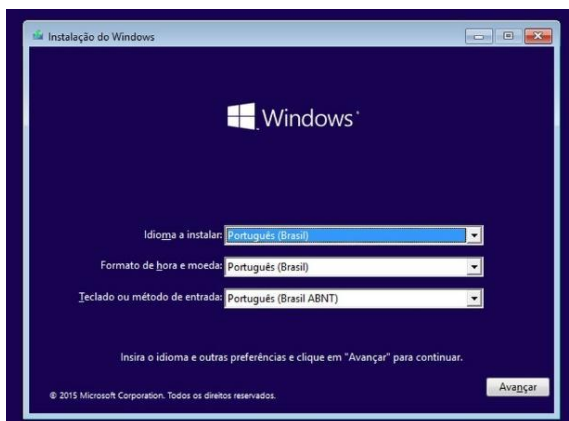 Instalação do Windows
Windows
Idioma a instalar: Português (Brasil)
Formato de hora e moeda: Português (Brasil)
Teclado ou método de entrada: Português (Brasil ABNT)
Insira o idioma e outras preferências e clique em "Avançar" para continuar.
© 2015 Microsoft Corporation. Todos os direitos reservados.
Avançar